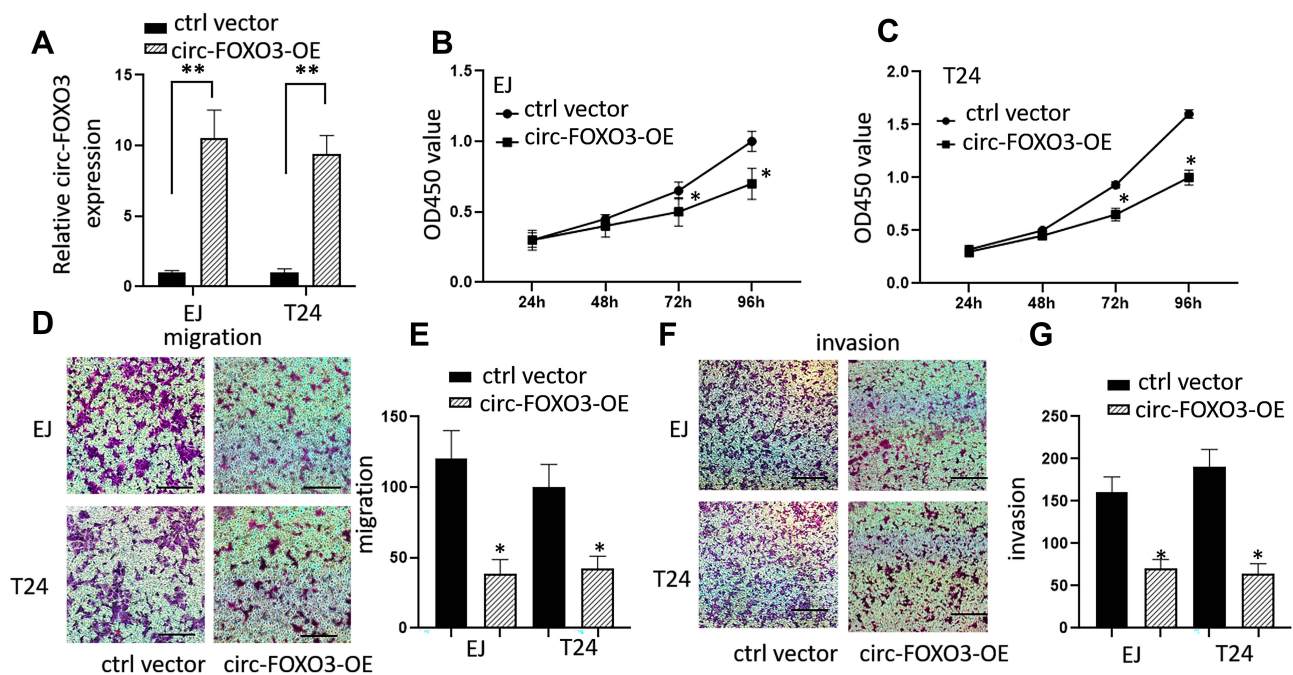 A
ctrl vector
circ-FOXO3-OE
Relative circ-FOXO3
expression
15
10
5
0
**
**
EJ
T24
B
EJ
ctrl vector
circ-FOXO3-OE
OD450 value
1.5
1.0
0.5
0.0
*
*
24h
48h
72h
96h
C
T24
ctrl vector
circ-FOXO3-OE
OD450 value
2.0
1.5
1.0
0.5
0.0
*
*
24h
48h
72h
96h
D
migration
EJ
T24
ctrl vector
circ-FOXO3-OE
E
ctrl vector
circ-FOXO3-OE
migration
150
100
50
0
*
*
EJ
T24
F
invasion
EJ
T24
ctrl vector
circ-FOXO3-OE
G
ctrl vector
circ-FOXO3-OE
invasion
250
200
150
100
50
0
*
*
EJ
T24